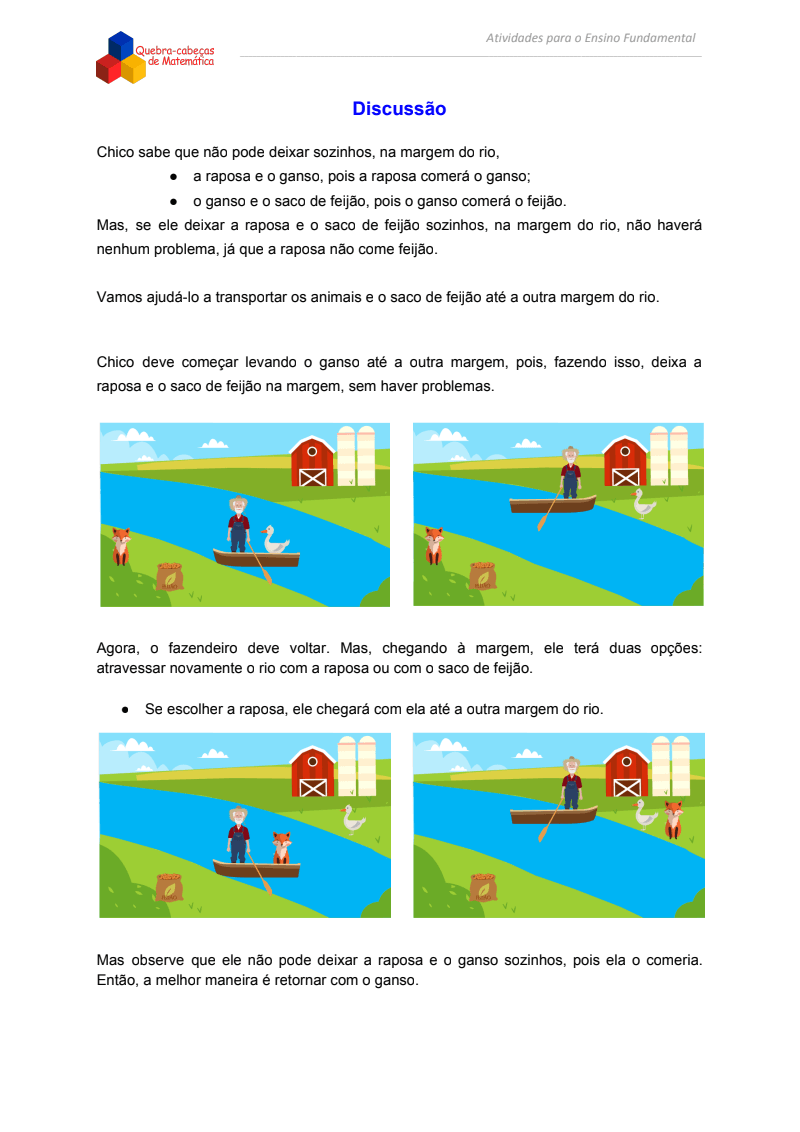 Quebra-cabeças
de Matemática
Atividades para o Ensino Fundamental
Discussão
Chico sabe que não pode deixar sozinhos, na margem do rio,
● a raposa e o ganso, pois a raposa comerá o ganso;
● o ganso e o saco de feijão, pois o ganso comerá o feijão.
Mas, se ele deixar a raposa e o saco de feijão sozinhos, na margem do rio, não haverá
nenhum problema, já que a raposa não come feijão.
Vamos ajudá-lo a transportar os animais e o saco de feijão até a outra margem do rio.
Chico deve começar levando o ganso até a outra margem, pois, fazendo isso, deixa a
raposa e o saco de feijão na margem, sem haver problemas.
Agora, o fazendeiro deve voltar. Mas, chegando à margem, ele terá duas opções:
atravessar novamente o rio com a raposa ou com o saco de feijão.
● Se escolher a raposa, ele chegará com ela até a outra margem do rio.
Mas observe que ele não pode deixar a raposa e o ganso sozinhos, pois ela o comeria.
Então, a melhor maneira é retornar com o ganso.